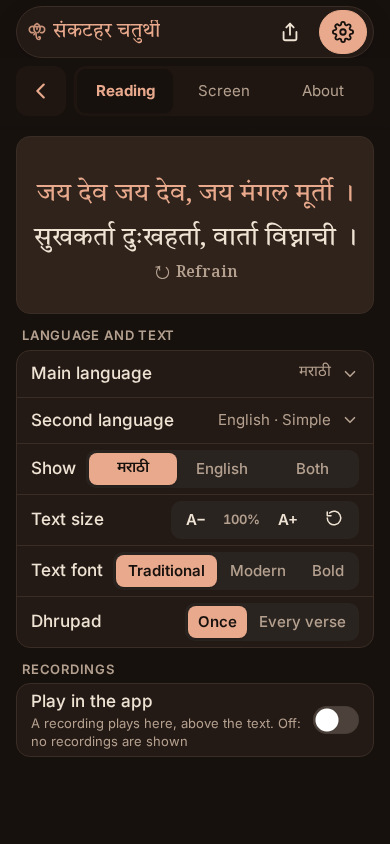 संकटहर चतुर्थी
Reading Screen About
जय देव जय देव, जय मंगल मूर्ती ।
सुखकर्ता दुःखहर्ता, वार्ता विघ्नाची ।
Refrain
LANGUAGE AND TEXT
Main language मराठी
Second language English · Simple
Show मराठी English Both
Text size A− 100% A+
Text font Traditional Modern Bold
Dhrupad Once Every verse
RECORDINGS
Play in the app
A recording plays here, above the text. Off:
no recordings are shown